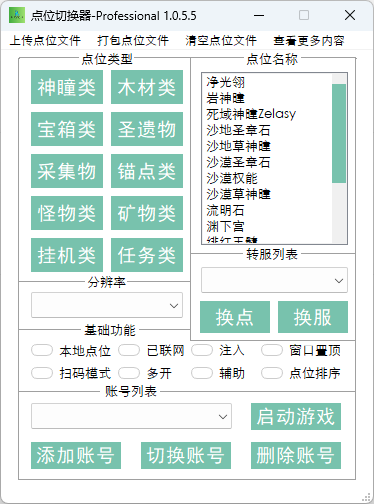 点位切换器-Professional 1.0.5.5
上传点位文件 打包点位文件 清空点位文件 查看更多内容
点位类型
神瞳类 木材类
宝箱类 圣遗物
采集物 锚点类
怪物类 矿物类
挂机类 任务类
点位名称
净光翎
岩神瞳
死域神瞳Zelasy
沙地圣章石
沙地草神瞳
沙漠圣章石
沙漠权能
沙漠草神瞳
流明石
渊下宫
绯红玉髓
转服列表
换点 换服
分辨率
基础功能
本地点位 已联网 注入 窗口置顶
扫码模式 多开 辅助 点位排序
账号列表
启动游戏
添加账号 切换账号 删除账号